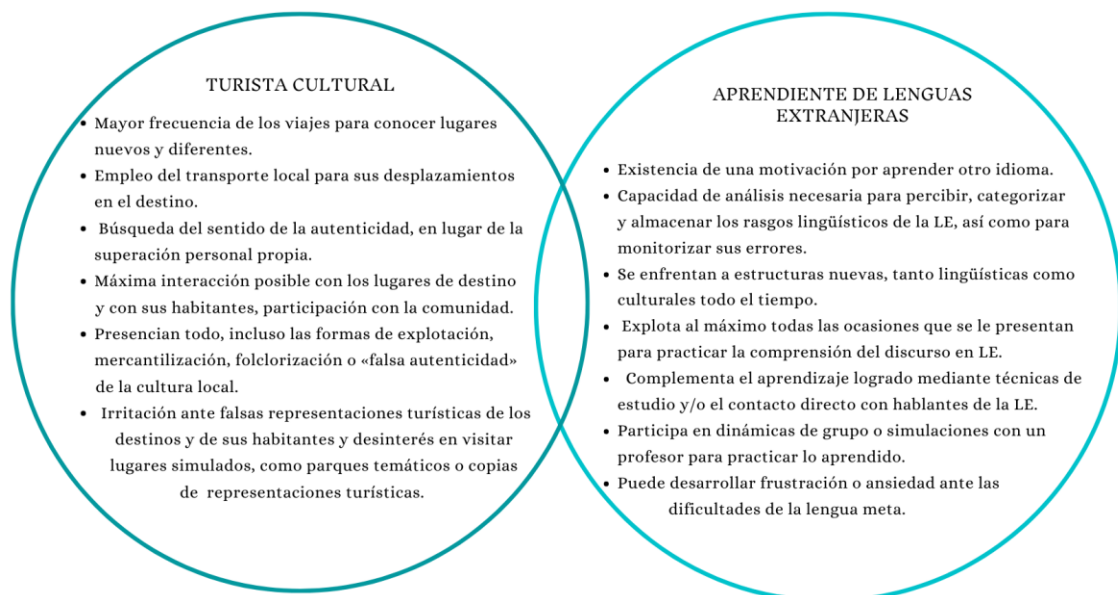 TURISTA CULTURAL
• Mayor frecuencia de los viajes para conocer lugares
nuevos y diferentes.
• Empleo del transporte local para sus desplazamientos
en el destino.
• Búsqueda del sentido de la autenticidad, en lugar de la
superación personal propia.
• Máxima interacción posible con los lugares de destino
y con sus habitantes, participación con la comunidad.
• Presencian todo, incluso las formas de explotación,
mercantilización, folclorización o «falsa autenticidad»
de la cultura local.
• Irritación ante falsas representaciones turísticas de los
destinos y de sus habitantes y desinterés en visitar
lugares simulados, como parques temáticos o copias
de representaciones turísticas.
APRENDIENTE DE LENGUAS
EXTRANJERAS
• Existencia de una motivación por aprender otro idioma.
• Capacidad de análisis necesaria para percibir, categorizar
y almacenar los rasgos lingüísticos de la LE, así como para
monitorizar sus errores.
• Se enfrentan a estructuras nuevas, tanto lingüísticas como
culturales todo el tiempo.
• Explota al máximo todas las ocasiones que se le presentan
para practicar la comprensión del discurso en LE.
• Complementa el aprendizaje logrado mediante técnicas de
estudio y/o el contacto directo con hablantes de la LE.
• Participa en dinámicas de grupo o simulaciones con un
profesor para practicar lo aprendido.
• Puede desarrollar frustración o ansiedad ante las
dificultades de la lengua meta.